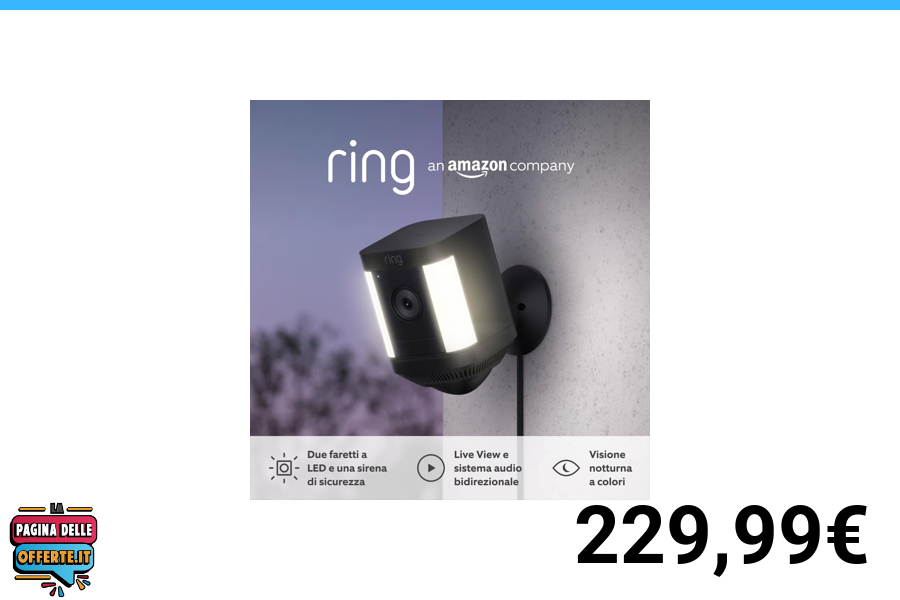 ring an amazon company
ring
Due faretti a
LED e una sirena
di sicurezza
Live View e
sistema audio
bidirezionale
Visione
notturna
a colori
LA
PAGINA DELLE
OFFERTE.IT
229,99€